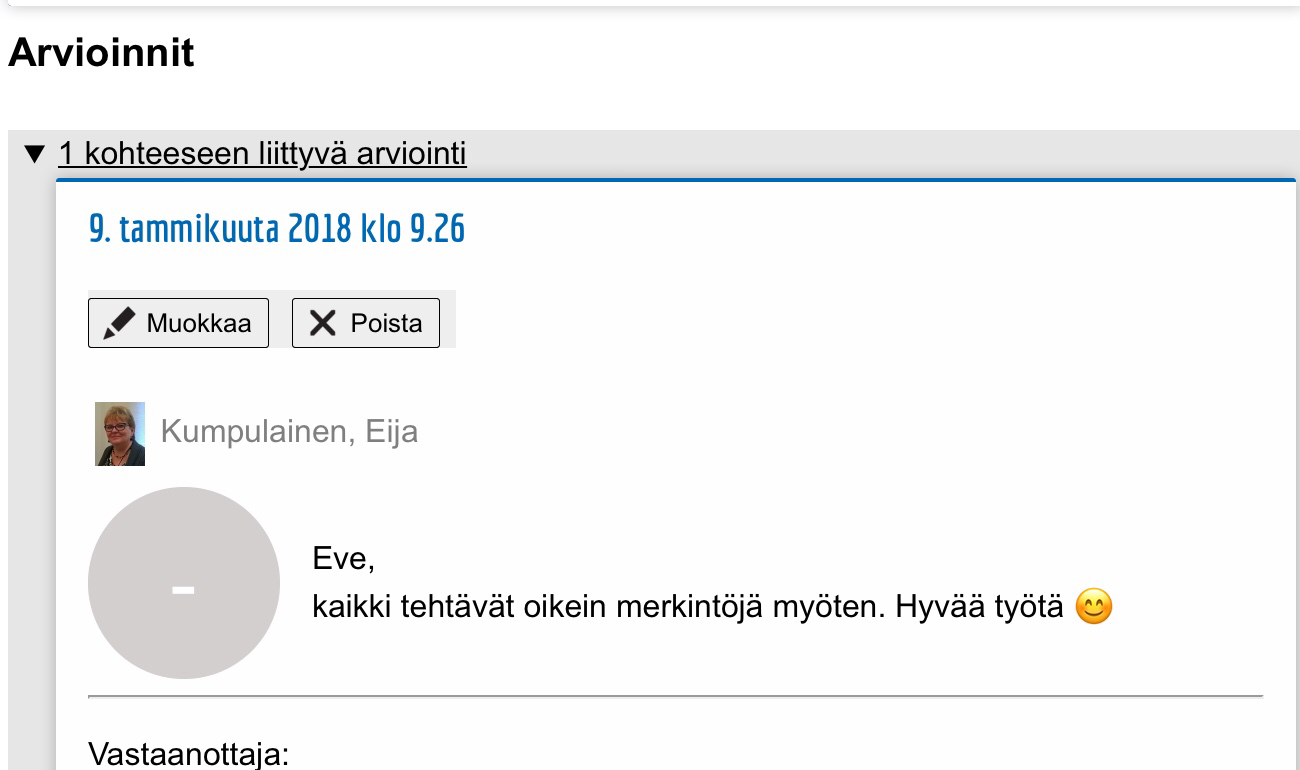 Arvioinnit
▼ 1 kohteeseen liittyvä arviointi
9. tammikuuta 2018 klo 9.26
Muokkaa Poista
Kumpulainen, Eija
-
Eve,
kaikki tehtävät oikein merkintöjä myöten. Hyvää työtä 😊
Vastaanottaja: